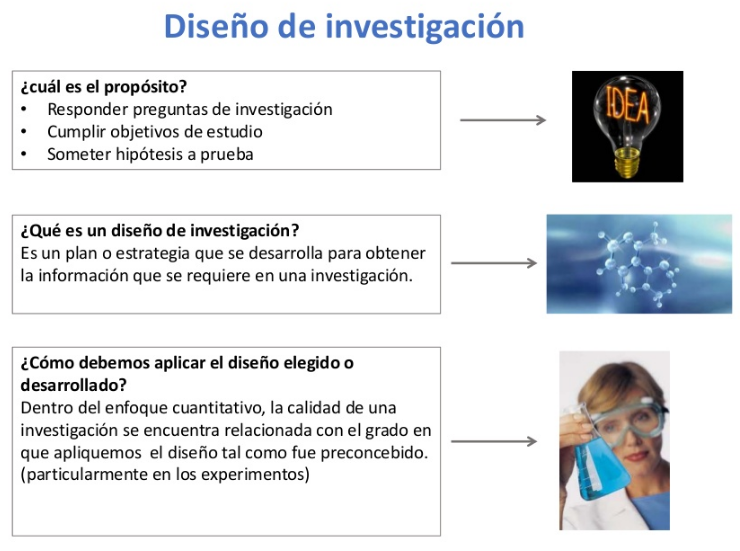 Diseño de investigación
¿cuál es el propósito?
• Responder preguntas de investigación
• Cumplir objetivos de estudio
• Someter hipótesis a prueba
IDEA
¿Qué es un diseño de investigación?
Es un plan o estrategia que se desarrolla para obtener
la información que se requiere en una investigación.
¿Cómo debemos aplicar el diseño elegido o
desarrollado?
Dentro del enfoque cuantitativo, la calidad de una
investigación se encuentra relacionada con el grado en
que apliquemos el diseño tal como fue preconcebido.
(particularmente en los experimentos)